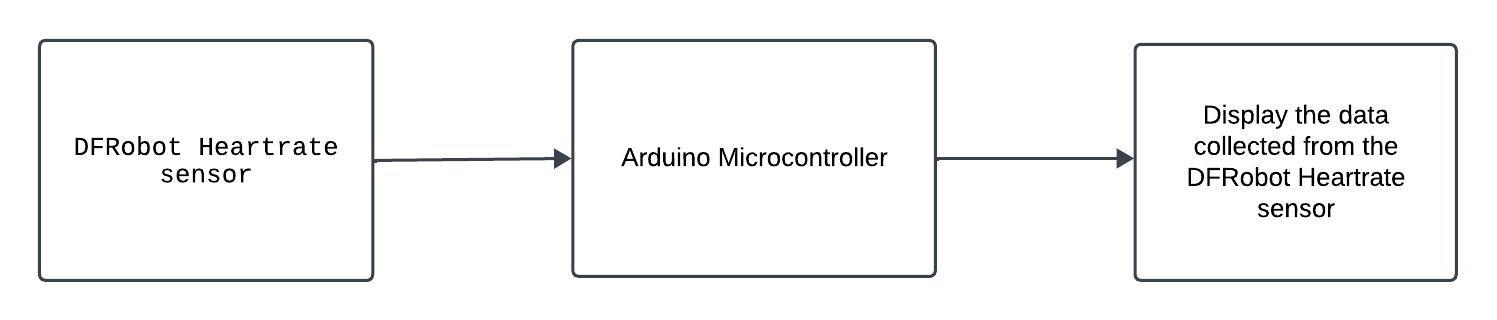 DFRobot Heartrate
sensor
Arduino Microcontroller
Display the data
collected from the
DFRobot Heartrate
sensor